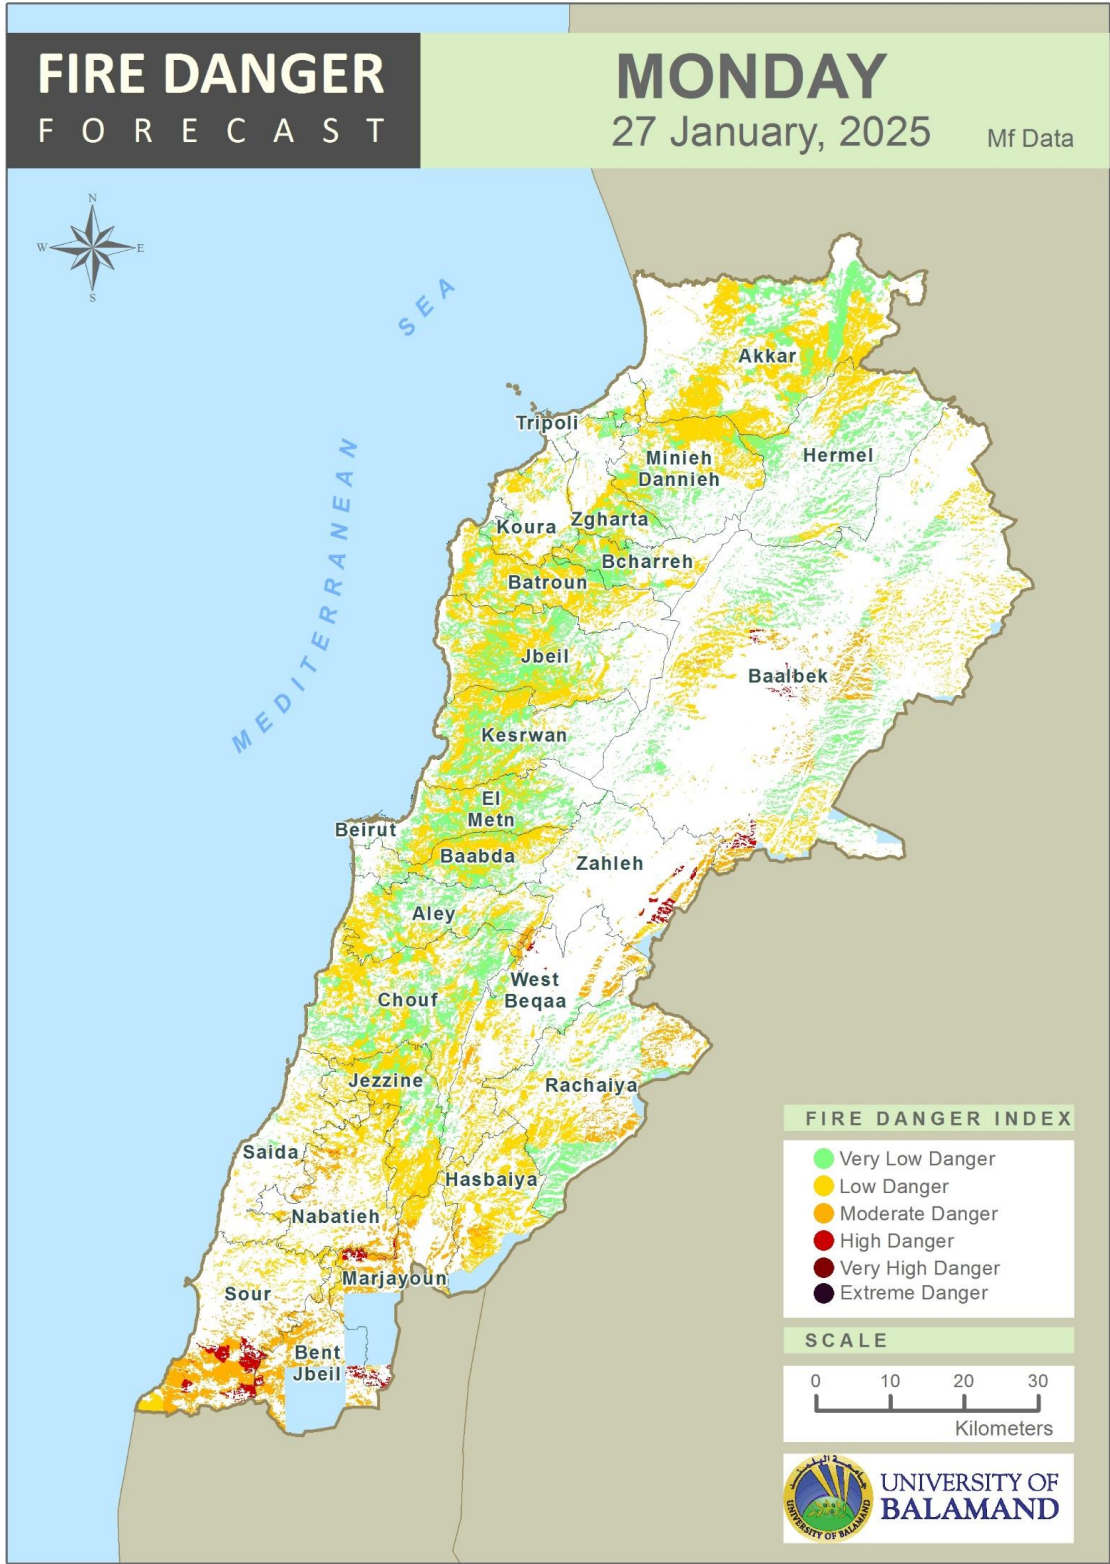 FIRE DANGER
FORECAST
MONDAY
27 January, 2025
Mf Data
N
W
E
S
SEA
MEDITERRANEAN
Akkar
Tripoli
Minieh
Dannieh
Hermel
Koura
Zgharta
Bcharreh
Batroun
Jbeil
Baalbek
Kesrwan
El
Metn
Beirut
Baabda
Zahleh
Aley
West
Beqaa
Chouf
Jezzine
Rachaiya
Saida
Hasbaiya
Nabatieh
Marjayoun
Sour
Bent
Jbeil
FIRE DANGER INDEX
Very Low Danger
Low Danger
Moderate Danger
High Danger
Very High Danger
Extreme Danger
SCALE
0 10 20 30
Kilometers
UNIVERSITY OF
BALAMAND
UNIVERSITY OF BALAMAND